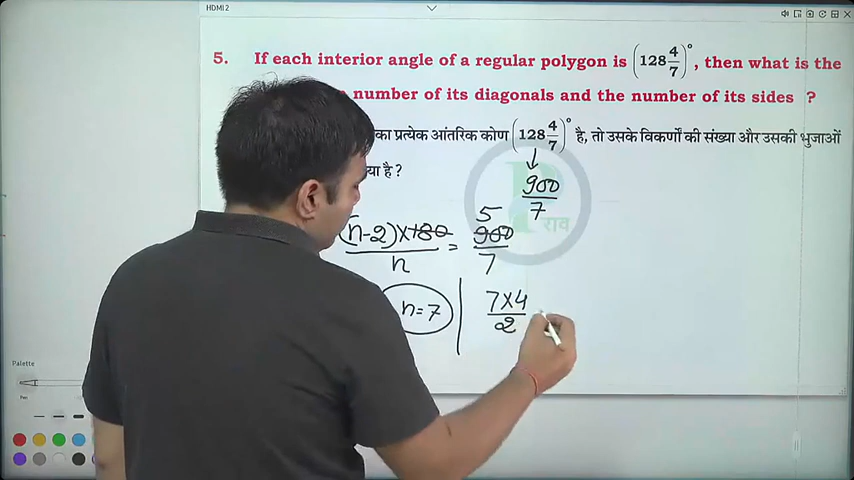 HDMI 2
5. If each interior angle of a regular polygon is (128 4/7)°, then what is the
number of its diagonals and the number of its sides ?
का प्रत्येक आंतरिक कोण (128 4/7)° है, तो उसके विकर्णों की संख्या और उसकी भुजाओं
या है ?
↓
900/7
राव
(n-2)×180/n = 900/7
5
n=7 | 7×4/2
Palette
Pen